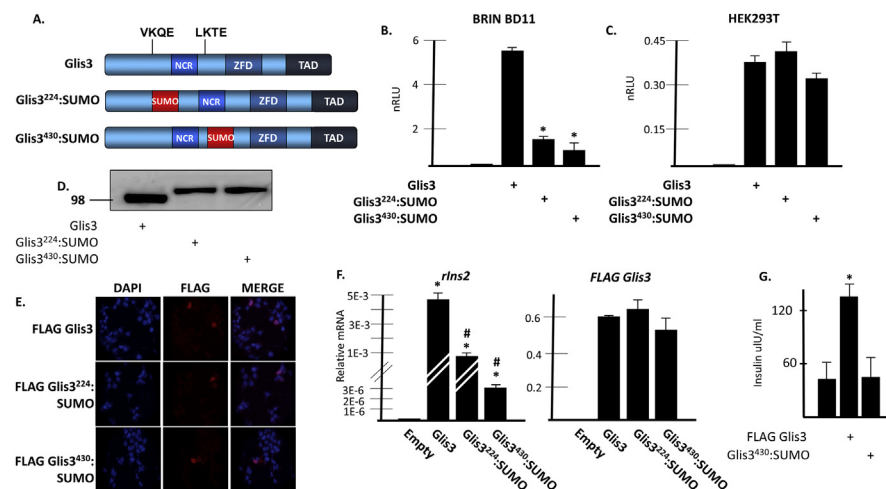 A.
VKQE LKTE
Glis3 NCR ZFD TAD
Glis3²²⁴:SUMO SUMO NCR ZFD TAD
Glis3⁴³⁰:SUMO NCR SUMO ZFD TAD
B.
BRIN BD11
6
4
2
nRLU
* *
Glis3 +
Glis3²²⁴:SUMO +
Glis3⁴³⁰:SUMO +
C.
HEK293T
0.45
0.30
0.15
nRLU
Glis3 +
Glis3²²⁴:SUMO +
Glis3⁴³⁰:SUMO +
D.
98
Glis3 +
Glis3²²⁴:SUMO +
Glis3⁴³⁰:SUMO +
E.
DAPI FLAG MERGE
FLAG Glis3
FLAG Glis3²²⁴:
SUMO
FLAG Glis3⁴³⁰:
SUMO
F.
rIns2
Relative mRNA
5E-3
3E-3
1E-3
3E-6
2E-6
1E-6
*
#
*
#
*
Empty
Glis3
Glis3²²⁴:SUMO
Glis3⁴³⁰:SUMO
FLAG Glis3
0.6
0.4
0.2
Empty
Glis3
Glis3²²⁴:SUMO
Glis3⁴³⁰:SUMO
G.
Insulin uIU/ml
120
60
*
FLAG Glis3 +
Glis3⁴³⁰:SUMO +